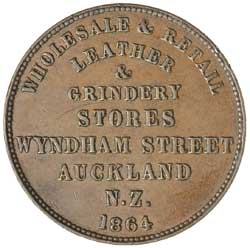 WHOLESALE & RETAIL
LEATHER
&
GRINDERY
STORES
WYNDHAM STREET
AUCKLAND
N.Z.
1864